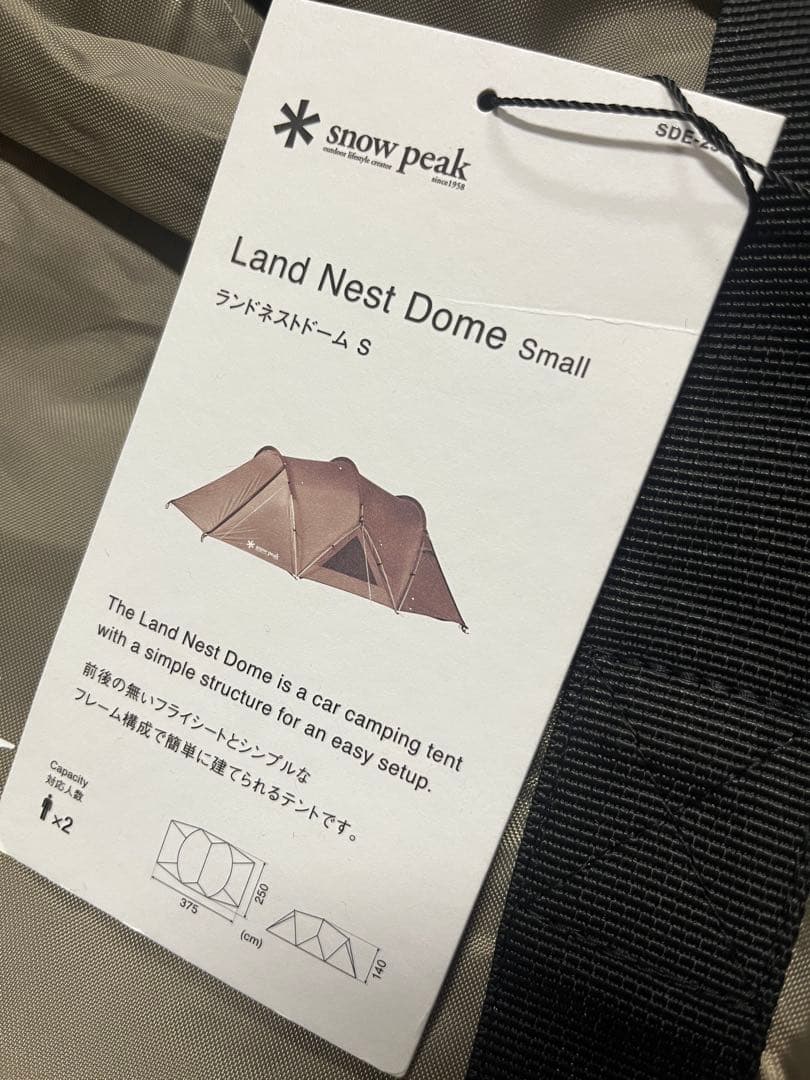 SDE-25
snow peak
outdoor lifestyle creator
since1958
Land Nest Dome Small
ランドネストドーム S
snow peak
The Land Nest Dome is a car camping tent
with a simple structure for an easy setup.
前後の無いフライシートとシンプルな
フレーム構成で簡単に建てられるテントです。
Capacity
対応人数
×2
375
250
(cm)
140